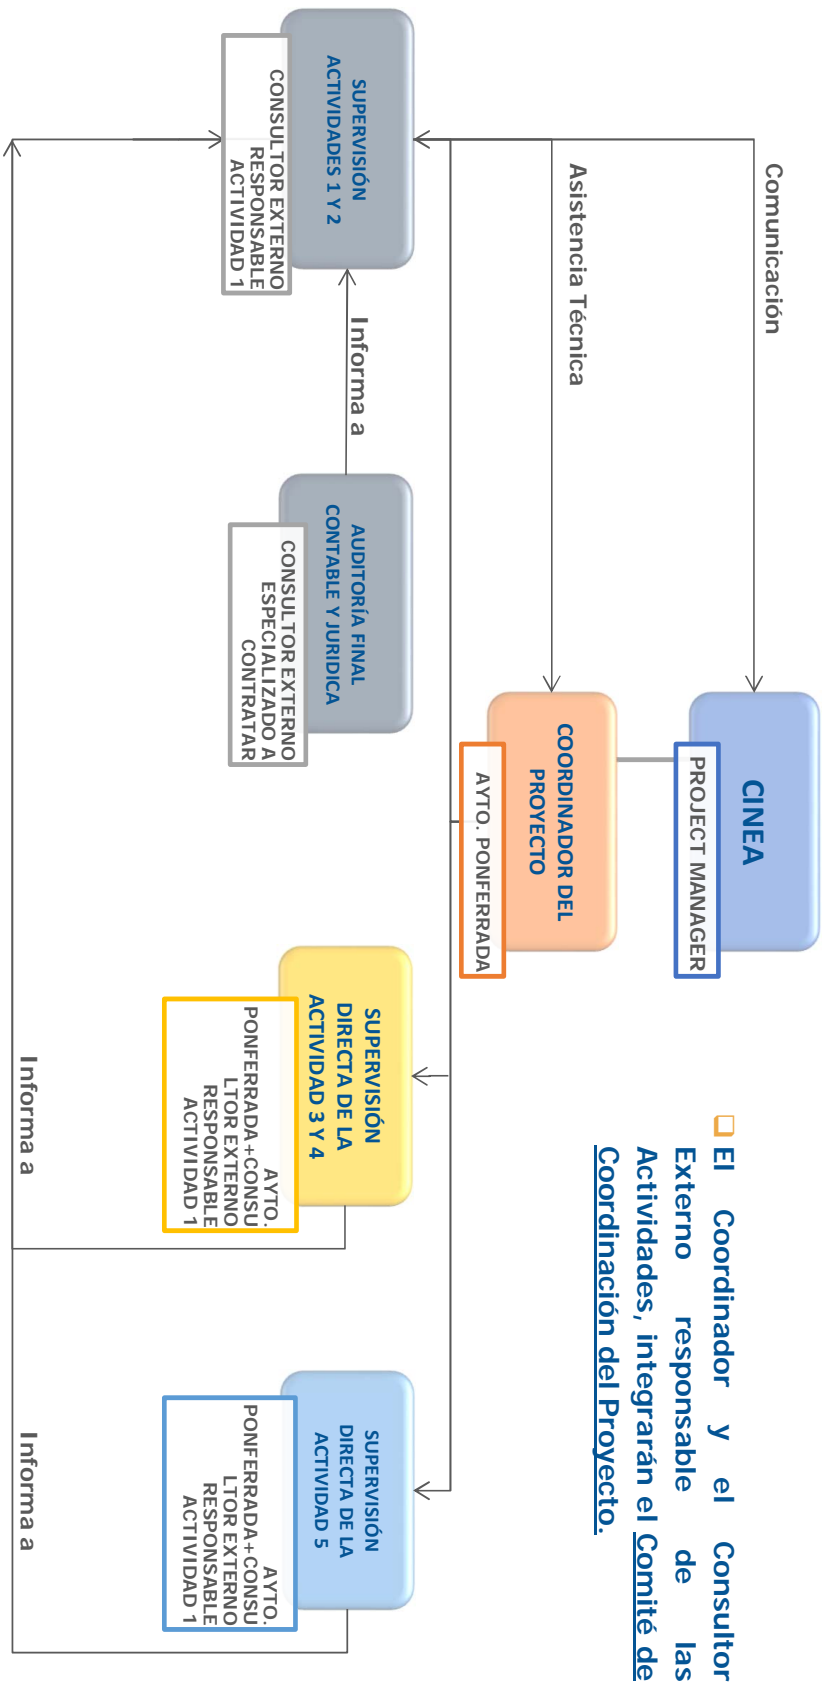 ❑ El Coordinador y el Consultor
Externo responsable de las
Actividades, integrarán el Comité de
Coordinación del Proyecto.
CINEA
PROJECT MANAGER
Comunicación
COORDINADOR DEL
PROYECTO
AYTO. PONFERRADA
Asistencia Técnica
SUPERVISIÓN
ACTIVIDADES 1 Y 2
CONSULTOR EXTERNO
RESPONSABLE
ACTIVIDAD 1
Informa a
AUDITORÍA FINAL
CONTABLE Y JURIDICA
CONSULTOR EXTERNO
ESPECIALIZADO A
CONTRATAR
SUPERVISIÓN
DIRECTA DE LA
ACTIVIDAD 3 Y 4
AYTO.
PONFERRADA+CONSU
LTOR EXTERNO
RESPONSABLE
ACTIVIDAD 1
SUPERVISIÓN
DIRECTA DE LA
ACTIVIDAD 5
AYTO.
PONFERRADA+CONSU
LTOR EXTERNO
RESPONSABLE
ACTIVIDAD 1
Informa a
Informa a